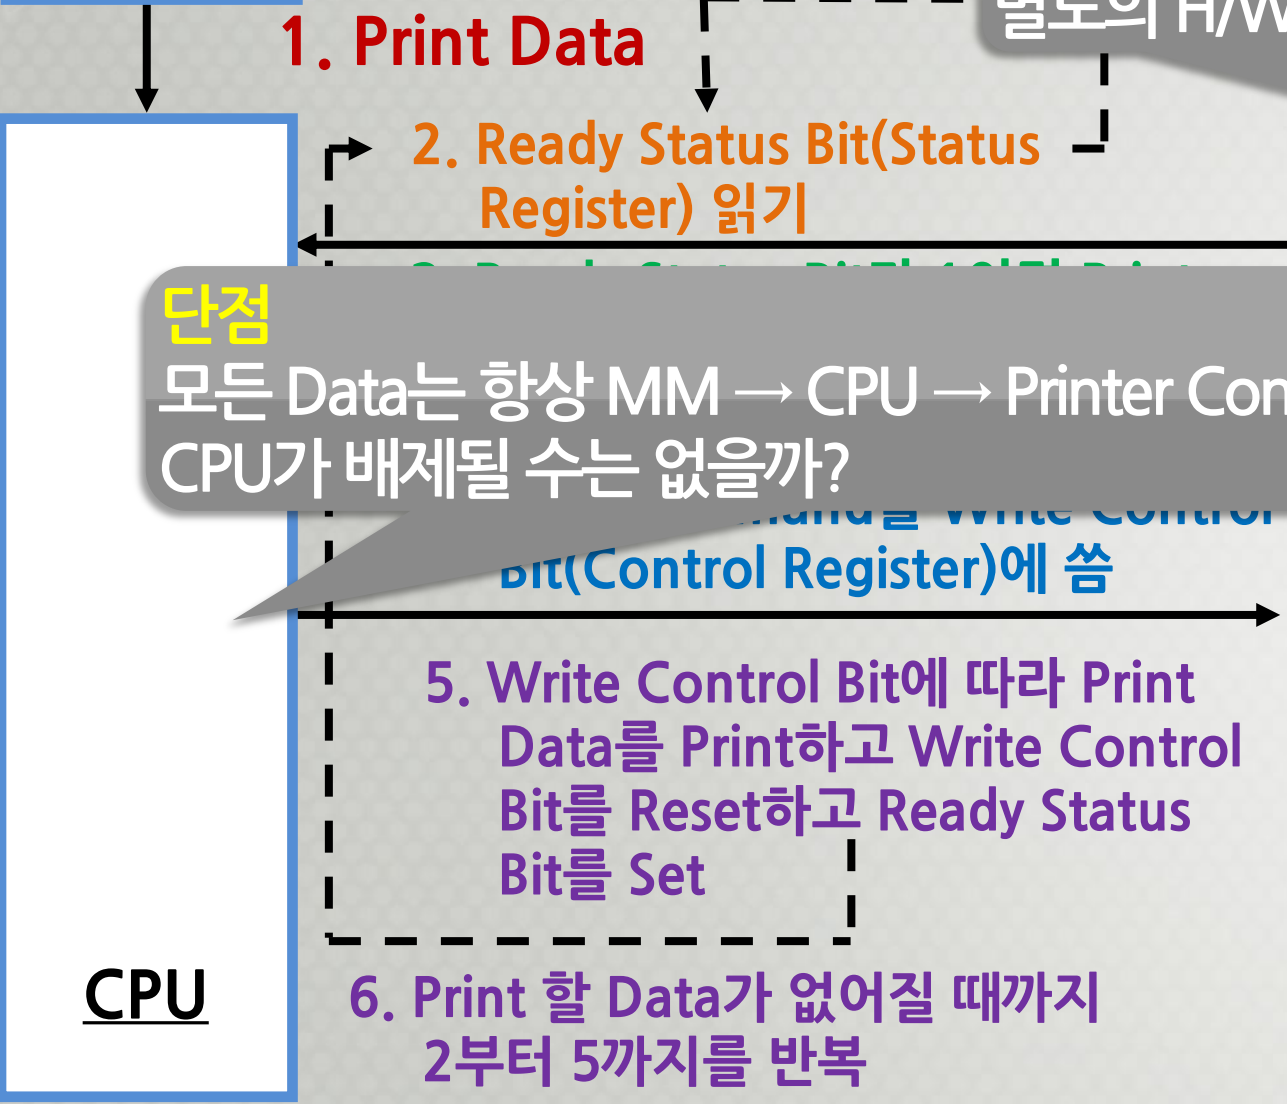 별도의 H/W
1. Print Data
2. Ready Status Bit(Status
Register) 읽기
단점
모든 Data는 항상 MM → CPU → Printer Con
CPU가 배제될 수는 없을까?
Write Control
Bit(Control Register)에 씀
5. Write Control Bit에 따라 Print
Data를 Print하고 Write Control
Bit를 Reset하고 Ready Status
Bit를 Set
CPU
6. Print 할 Data가 없어질 때까지
2부터 5까지를 반복